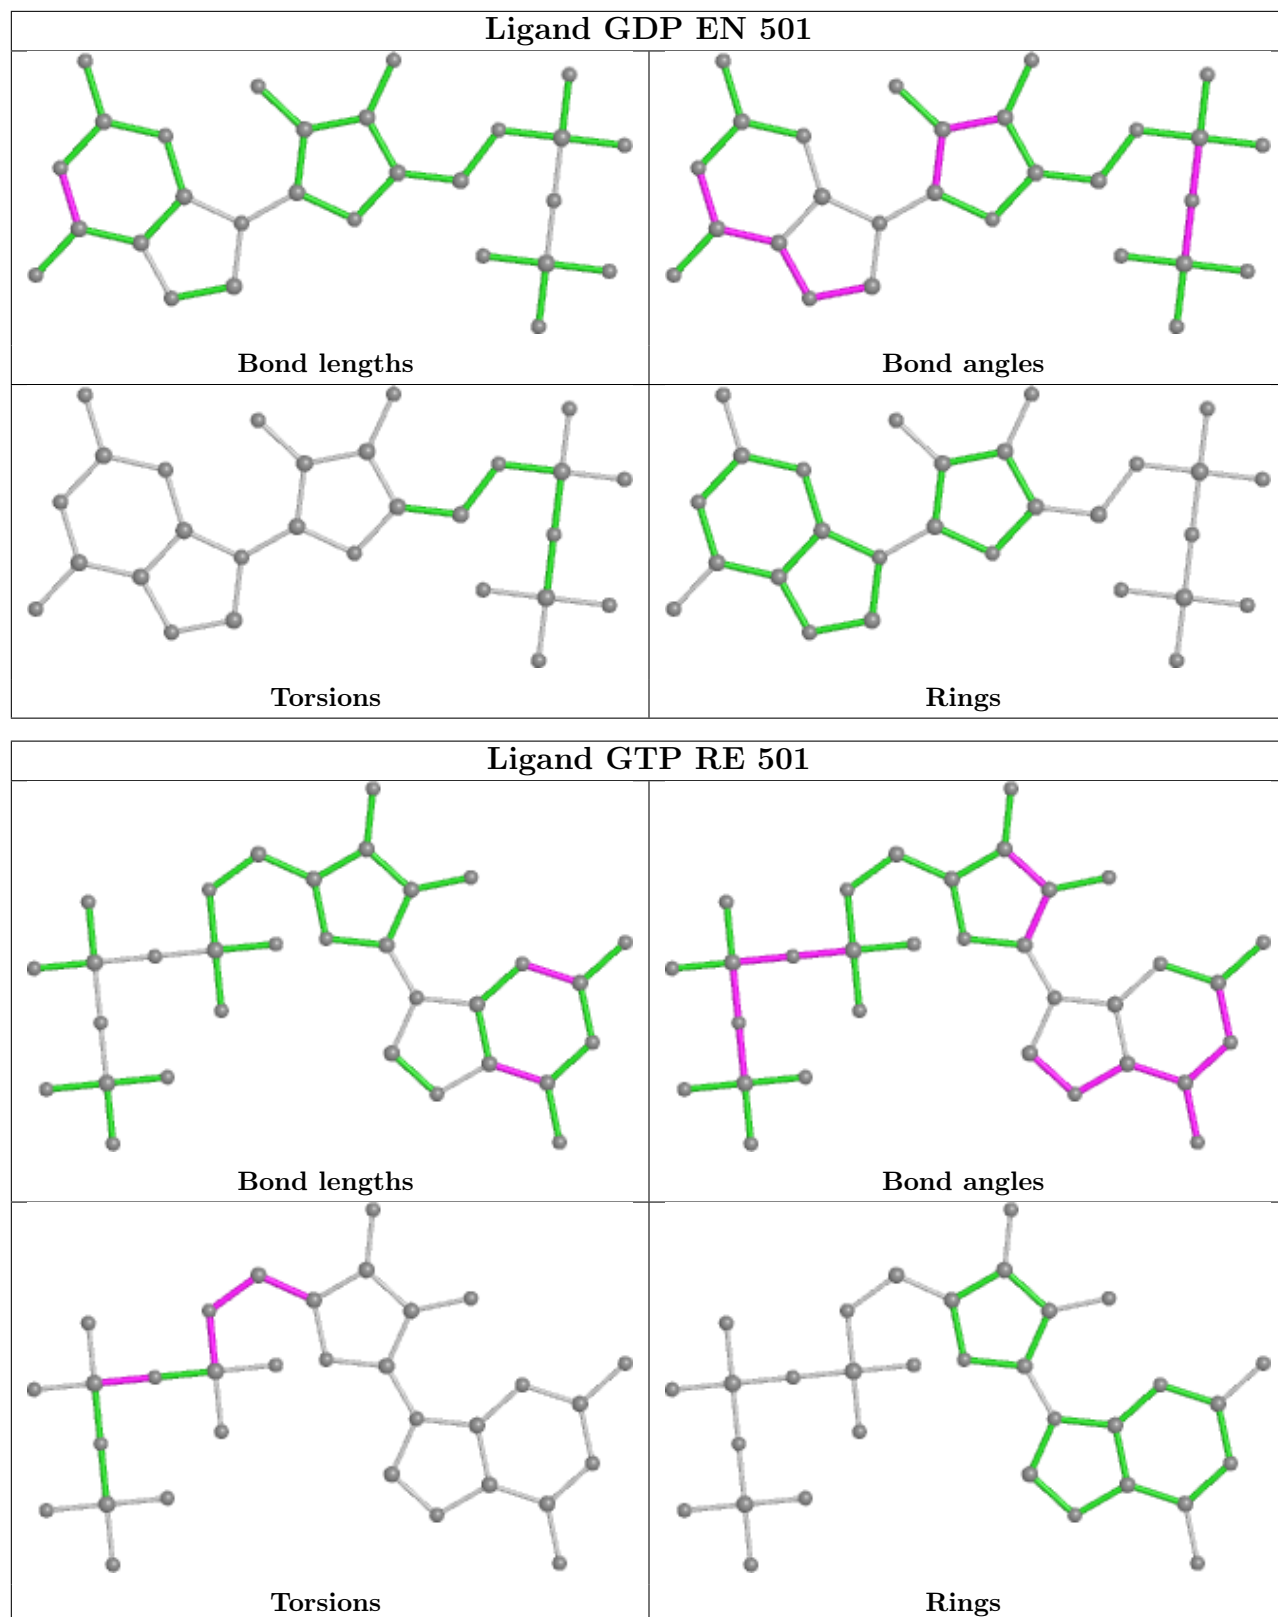 Ligand GDP EN 501
Bond lengths
Bond angles
Torsions
Rings
Ligand GTP RE 501
Bond lengths
Bond angles
Torsions
Rings